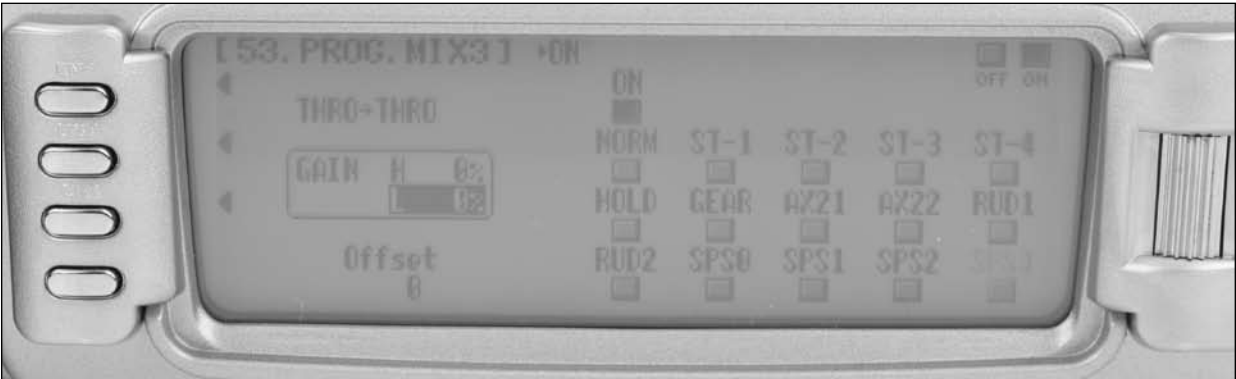 [53. PROG. MIX3] ▸ON
OFF ON
ON
THRO→THRO
NORM ST-1 ST-2 ST-3 ST-4
GAIN H 0%
L 0%
HOLD GEAR AX21 AX22 RUD1
Offset
0
RUD2 SPS0 SPS1 SPS2 SPS3